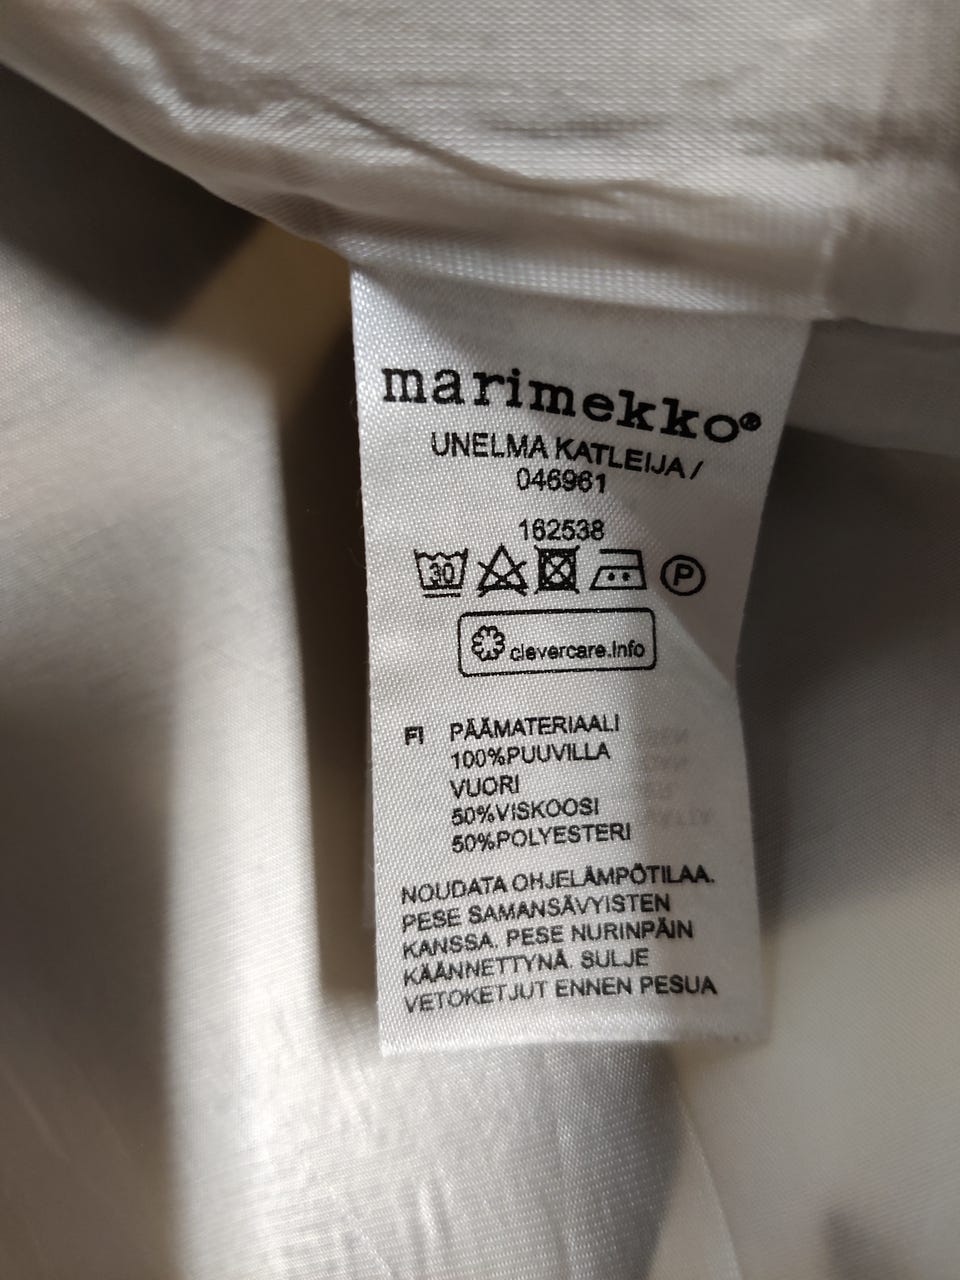 marimekko®
UNELMA KATLEIJA /
046961
162538
30
P
clevercare.info
FI PÄÄMATERIAALI
100%PUUVILLA
VUORI
50%VISKOOSI
50%POLYESTERI
NOUDATA OHJELÄMPÖTILAA.
PESE SAMANSÄVYISTEN
KANSSA. PESE NURINPÄIN
KÄÄNNETTYNÄ. SULJE
VETOKETJUT ENNEN PESUA